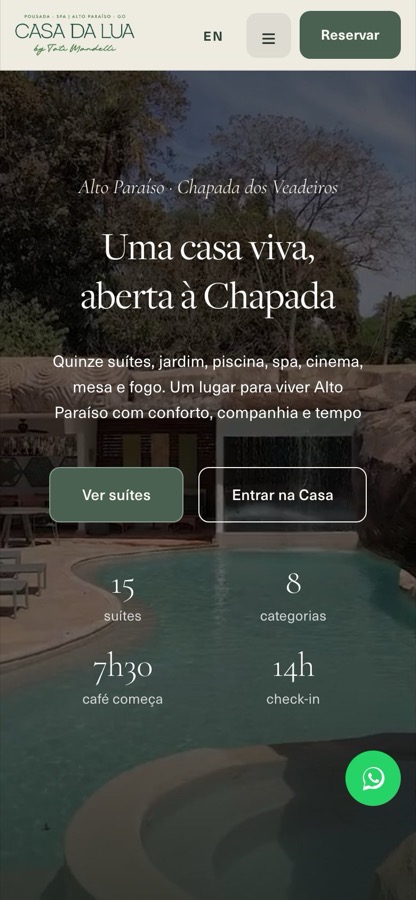 POUSADA · SPA | ALTO PARAÍSO · GO
CASA DA LUA
by Tati Mandelli
EN
Reservar
Alto Paraíso · Chapada dos Veadeiros
Uma casa viva,
aberta à Chapada
Quinze suítes, jardim, piscina, spa, cinema,
mesa e fogo. Um lugar para viver Alto
Paraíso com conforto, companhia e tempo
Ver suítes
Entrar na Casa
15
suítes
8
categorias
7h30
café começa
14h
check-in